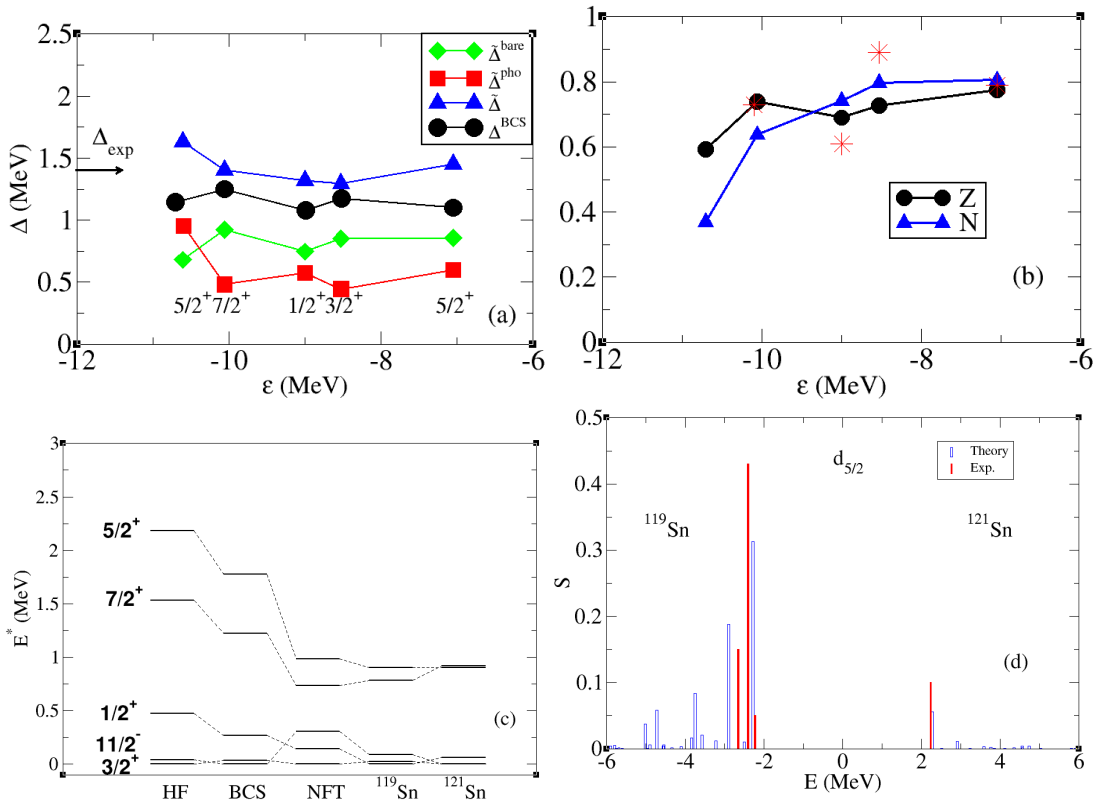 2.5
2
1.5
1
0.5
0
Δ (MeV)
Δ_exp
Δ̃^bare
Δ̃^pho
Δ̃
Δ^BCS
5/2⁺ 7/2⁺ 1/2⁺ 3/2⁺ 5/2⁺
(a)
-12 -10 -8 -6
ε (MeV)
1
0.8
0.6
0.4
0.2
0
Z
N
(b)
-12 -10 -8 -6
ε (MeV)
3
2.5
2
1.5
1
0.5
0
E* (MeV)
5/2⁺
7/2⁺
1/2⁺
11/2⁻
3/2⁺
(c)
HF BCS NFT ¹¹⁹Sn ¹²¹Sn
0.5
0.4
0.3
0.2
0.1
0
S
d_5/2
Theory
Exp.
¹¹⁹Sn ¹²¹Sn
(d)
-6 -4 -2 0 2 4 6
E (MeV)